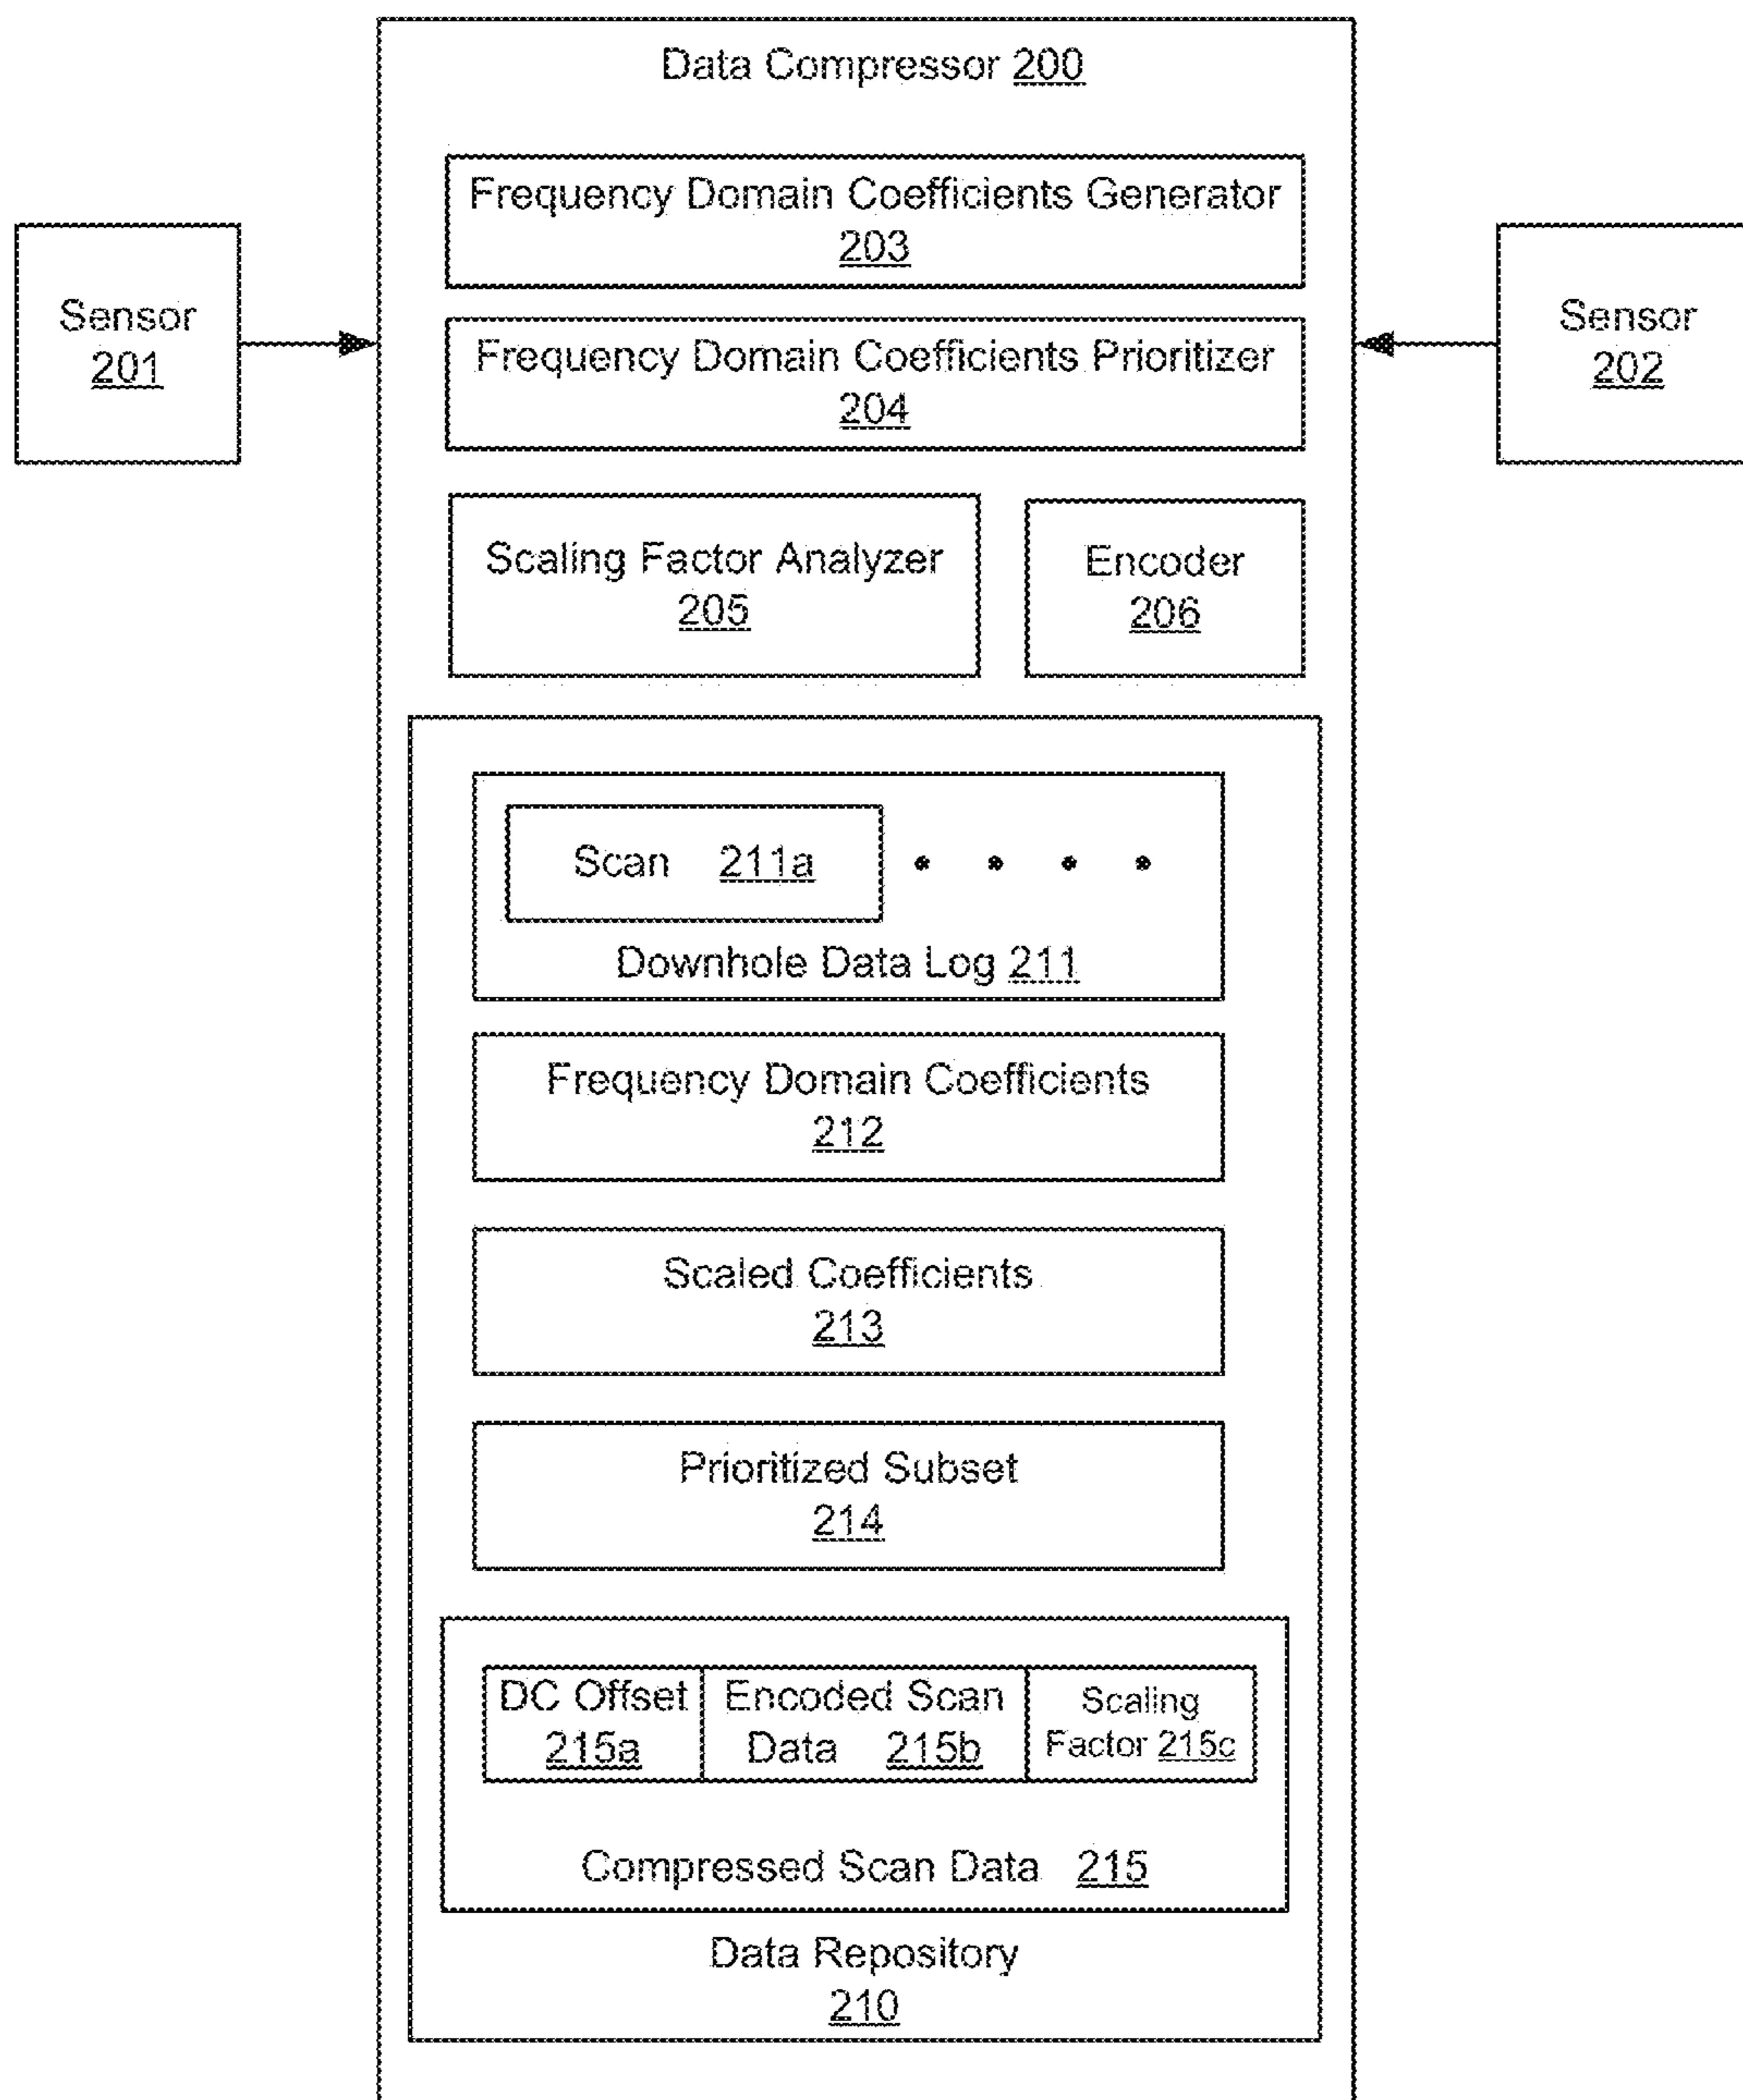 Data Compressor 200
Frequency Domain Coefficients Generator
203
Sensor
201
Frequency Domain Coefficients Prioritizer
204
Sensor
202
Scaling Factor Analyzer
205
Encoder
206
Scan 211a
Downhole Data Log 211
Frequency Domain Coefficients
212
Scaled Coefficients
213
Prioritized Subset
214
DC Offset
215a
Encoded Scan
Data 215b
Scaling
Factor 215c
Compressed Scan Data 215
Data Repository
210